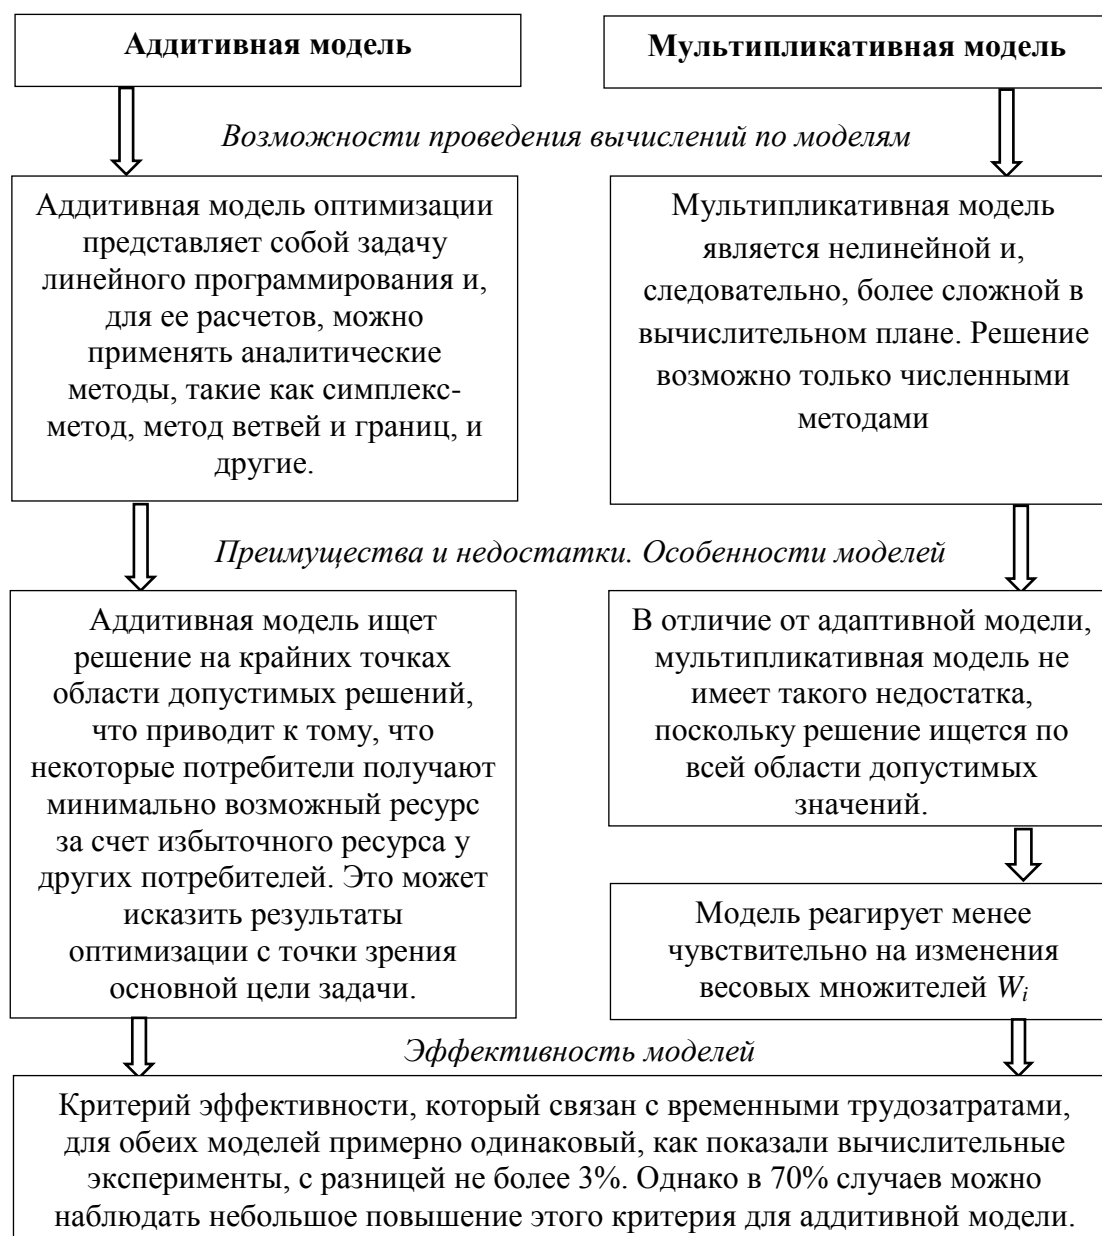 Аддитивная модель
Мультипликативная модель
Возможности проведения вычислений по моделям
Аддитивная модель оптимизации
представляет собой задачу
линейного программирования и,
для ее расчетов, можно
применять аналитические
методы, такие как симплекс-
метод, метод ветвей и границ, и
другие.
Мультипликативная модель
является нелинейной и,
следовательно, более сложной в
вычислительном плане. Решение
возможно только численными
методами
Преимущества и недостатки. Особенности моделей
Аддитивная модель ищет
решение на крайних точках
области допустимых решений,
что приводит к тому, что
некоторые потребители получают
минимально возможный ресурс
за счет избыточного ресурса у
других потребителей. Это может
исказить результаты
оптимизации с точки зрения
основной цели задачи.
В отличие от адаптивной модели,
мультипликативная модель не
имеет такого недостатка,
поскольку решение ищется по
всей области допустимых
значений.
Модель реагирует менее
чувствительно на изменения
весовых множителей Wi
Эффективность моделей
Критерий эффективности, который связан с временными трудозатратами,
для обеих моделей примерно одинаковый, как показали вычислительные
эксперименты, с разницей не более 3%. Однако в 70% случаев можно
наблюдать небольшое повышение этого критерия для аддитивной модели.